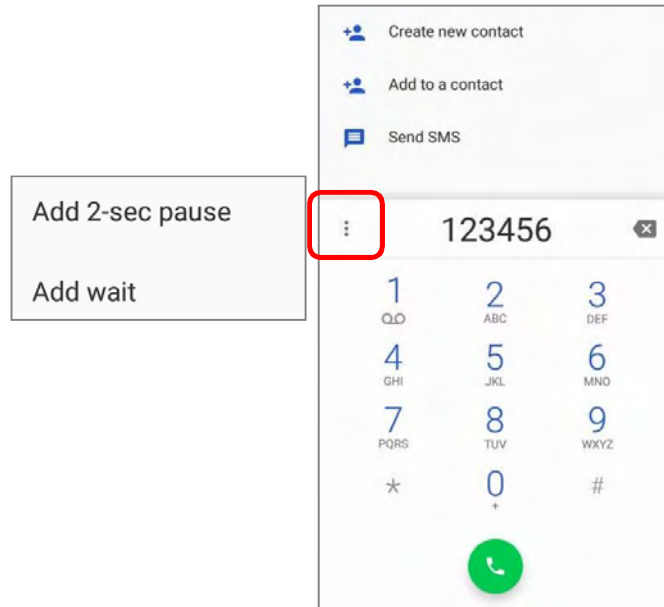 Create new contact
Add to a contact
Send SMS
Add 2-sec pause
Add wait
123456
1 2 3
ABC DEF
4 5 6
GHI JKL MNO
7 8 9
PQRS TUV WXYZ
* 0 #
+